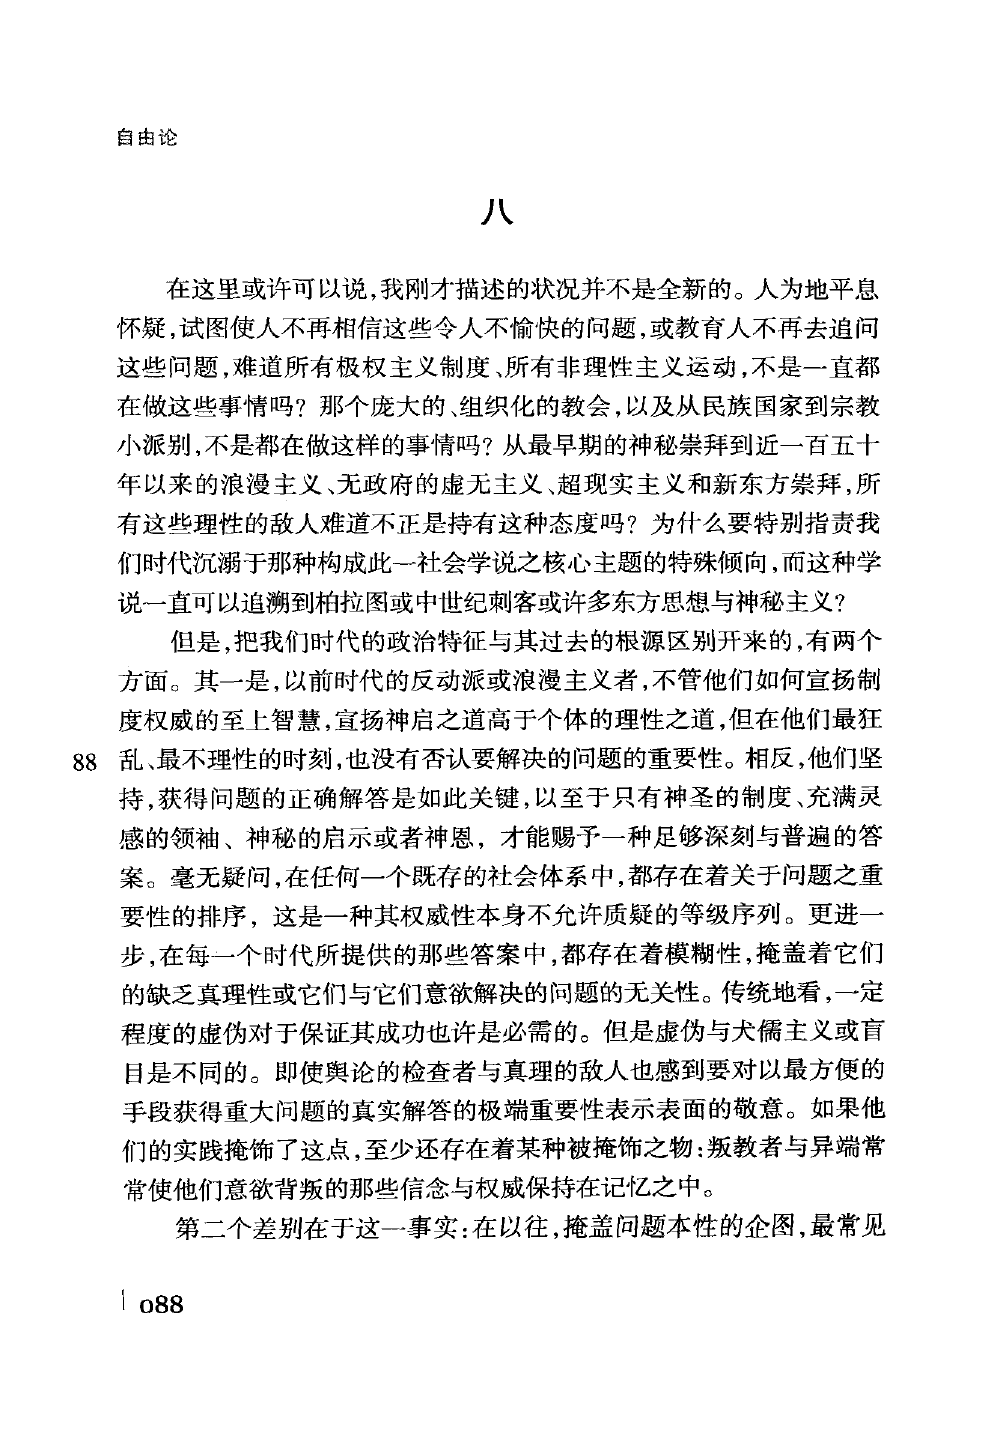 自由论
八
在这里或许可以说,我刚才描述的状况并不是全新的。人为地平息
怀疑,试图使人不再相信这些令人不愉快的问题,或教育人不再去追问
这些问题,难道所有极权主义制度、所有非理性主义运动,不是一直都
在做这些事情吗?那个庞大的、组织化的教会,以及从民族国家到宗教
小派别,不是都在做这样的事情吗?从最早期的神秘崇拜到近一百五十
年以来的浪漫主义、无政府的虚无主义、超现实主义和新东方崇拜,所
有这些理性的敌人难道不正是持有这种态度吗?为什么要特别指责我
们时代沉溺于那种构成此一社会学说之核心主题的特殊倾向,而这种学
说一直可以追溯到柏拉图或中世纪刺客或许多东方思想与神秘主义?
但是,把我们时代的政治特征与其过去的根源区别开来的,有两个
方面。其一是,以前时代的反动派或浪漫主义者,不管他们如何宣扬制
度权威的至上智慧,宣扬神启之道高于个体的理性之道,但在他们最狂
88 乱、最不理性的时刻,也没有否认要解决的问题的重要性。相反,他们坚
持,获得问题的正确解答是如此关键,以至于只有神圣的制度、充满灵
感的领袖、神秘的启示或者神恩,才能赐予一种足够深刻与普遍的答
案。毫无疑问,在任何一个既存的社会体系中,都存在着关于问题之重
要性的排序,这是一种其权威性本身不允许质疑的等级序列。更进一
步,在每一个时代所提供的那些答案中,都存在着模糊性,掩盖着它们
的缺乏真理性或它们与它们意欲解决的问题的无关性。传统地看,一定
程度的虚伪对于保证其成功也许是必需的。但是虚伪与犬儒主义或盲
目是不同的。即使舆论的检查者与真理的敌人也感到要对以最方便的
手段获得重大问题的真实解答的极端重要性表示表面的敬意。如果他
们的实践掩饰了这点,至少还存在着某种被掩饰之物:叛教者与异端常
常使他们意欲背叛的那些信念与权威保持在记忆之中。
第二个差别在于这一事实:在以往,掩盖问题本性的企图,最常见
088